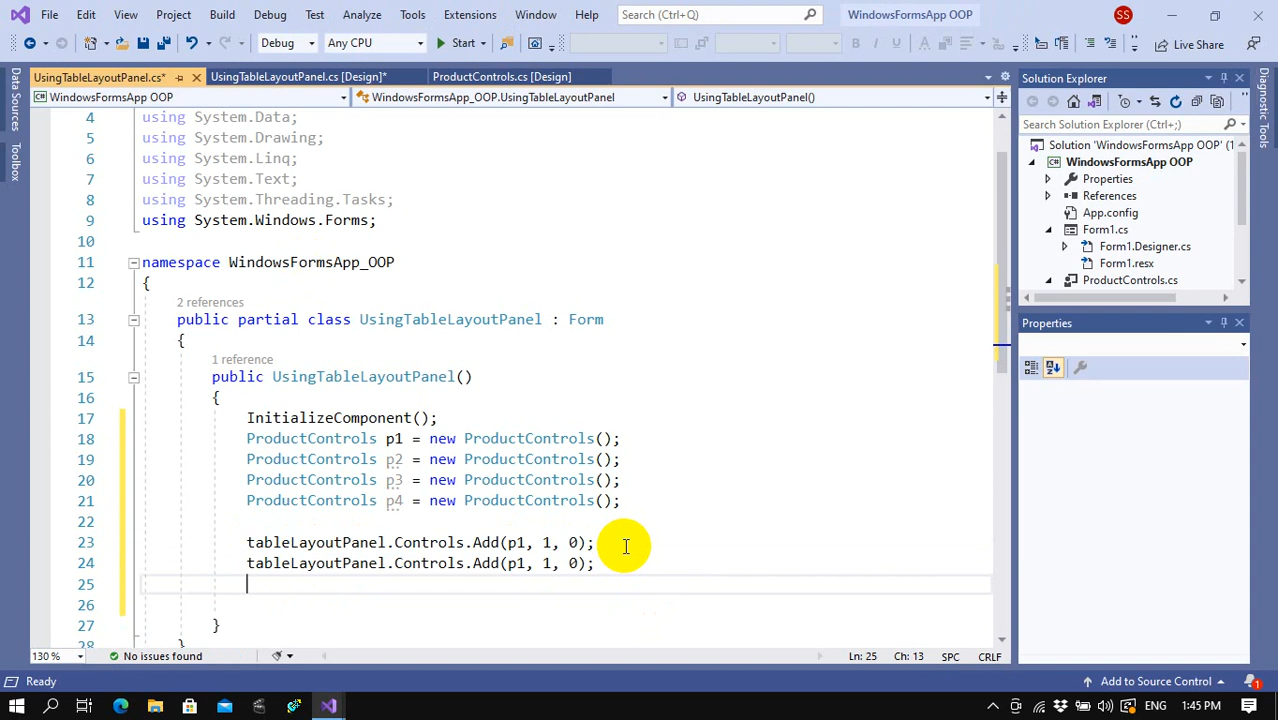 File Edit View Project Build Debug Test Analyze Tools Extensions Window Help Search (Ctrl+Q) WindowsFormsApp OOP SS
Debug Any CPU Start Live Share
UsingTableLayoutPanel.cs* UsingTableLayoutPanel.cs [Design]* ProductControls.cs [Design]
WindowsFormsApp OOP WindowsFormsApp_OOP.UsingTableLayoutPanel UsingTableLayoutPanel()
Data Sources
Toolbox
4 using System.Data;
5 using System.Drawing;
6 using System.Linq;
7 using System.Text;
8 using System.Threading.Tasks;
9 using System.Windows.Forms;
10
11 namespace WindowsFormsApp_OOP
12 {
2 references
13 public partial class UsingTableLayoutPanel : Form
14 {
1 reference
15 public UsingTableLayoutPanel()
16 {
17 InitializeComponent();
18 ProductControls p1 = new ProductControls();
19 ProductControls p2 = new ProductControls();
20 ProductControls p3 = new ProductControls();
21 ProductControls p4 = new ProductControls();
22
23 tableLayoutPanel.Controls.Add(p1, 1, 0);
24 tableLayoutPanel.Controls.Add(p1, 1, 0);
25
26
27 }
28 }
130 % No issues found Ln: 25 Ch: 13 SPC CRLF
Solution Explorer
Search Solution Explorer (Ctrl+;)
Solution 'WindowsFormsApp OOP' (1
WindowsFormsApp OOP
Properties
References
App.config
Form1.cs
Form1.Designer.cs
Form1.resx
ProductControls.cs
Properties
Diagnostic Tools
Ready Add to Source Control 1
ENG 1:45 PM